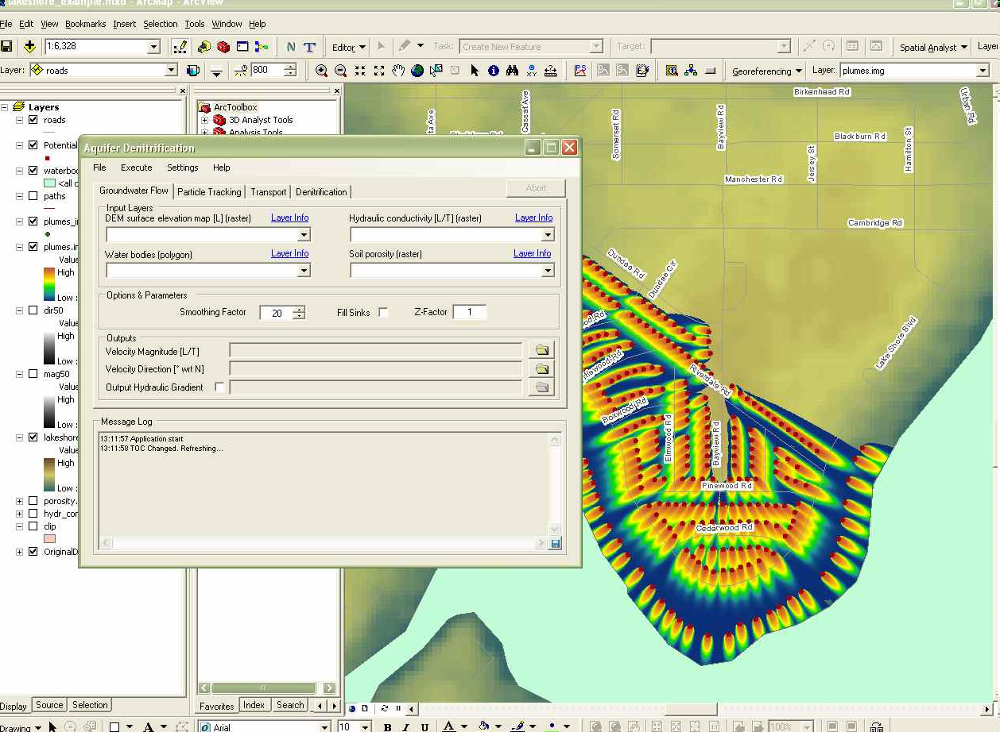 lakeshore_example.mxd - ArcMap - ArcView
File Edit View Bookmarks Insert Selection Tools Window Help
1:6,328 Editor Task: Create New Feature Target: Spatial Analyst Layer
Layer: roads 800 Georeferencing Layer: plumes.img
Layers
roads
Potential
<all o
paths
plumes_i
plumes.i
Value
High
Low :
dir50
Value
High
Low :
mag50
Value
High
Low :
lakeshore
Value
High
Low :
porosity.
hydr_con
clip
OriginalD
Display Source Selection
ArcToolbox
3D Analyst Tools
Analysis Tools
Favorites Index Search
Aquifer Denitrification
File Execute Settings Help
Groundwater Flow Particle Tracking Transport Denitrification Abort
Input Layers
DEM surface elevation map [L] (raster) Layer Info Hydraulic conductivity [L/T] (raster) Layer Info
Water bodies (polygon) Layer Info Soil porosity (raster) Layer Info
Options & Parameters
Smoothing Factor 20 Fill Sinks Z-Factor 1
Outputs
Velocity Magnitude [L/T]
Velocity Direction [° wrt N]
Output Hydraulic Gradient
Message Log
13:11:57 Application start
13:11:58 TOC Changed. Refreshing...
Birkenhead Rd
Urban Rd
Cassat Ave
Somerset Rd
Bayview Rd
Blackburn Rd
Hamilton St
Jersey St
Manchester Rd
Cambridge Rd
Dundee Rd
Dundee Cir
Lake Shore Blvd
Riverdale Rd
Boxwood Rd
Elmwood Rd
Bayview Rd
Pinewood Rd
Cedarwood Rd
Drawing A Arial 10 B I U A 100%